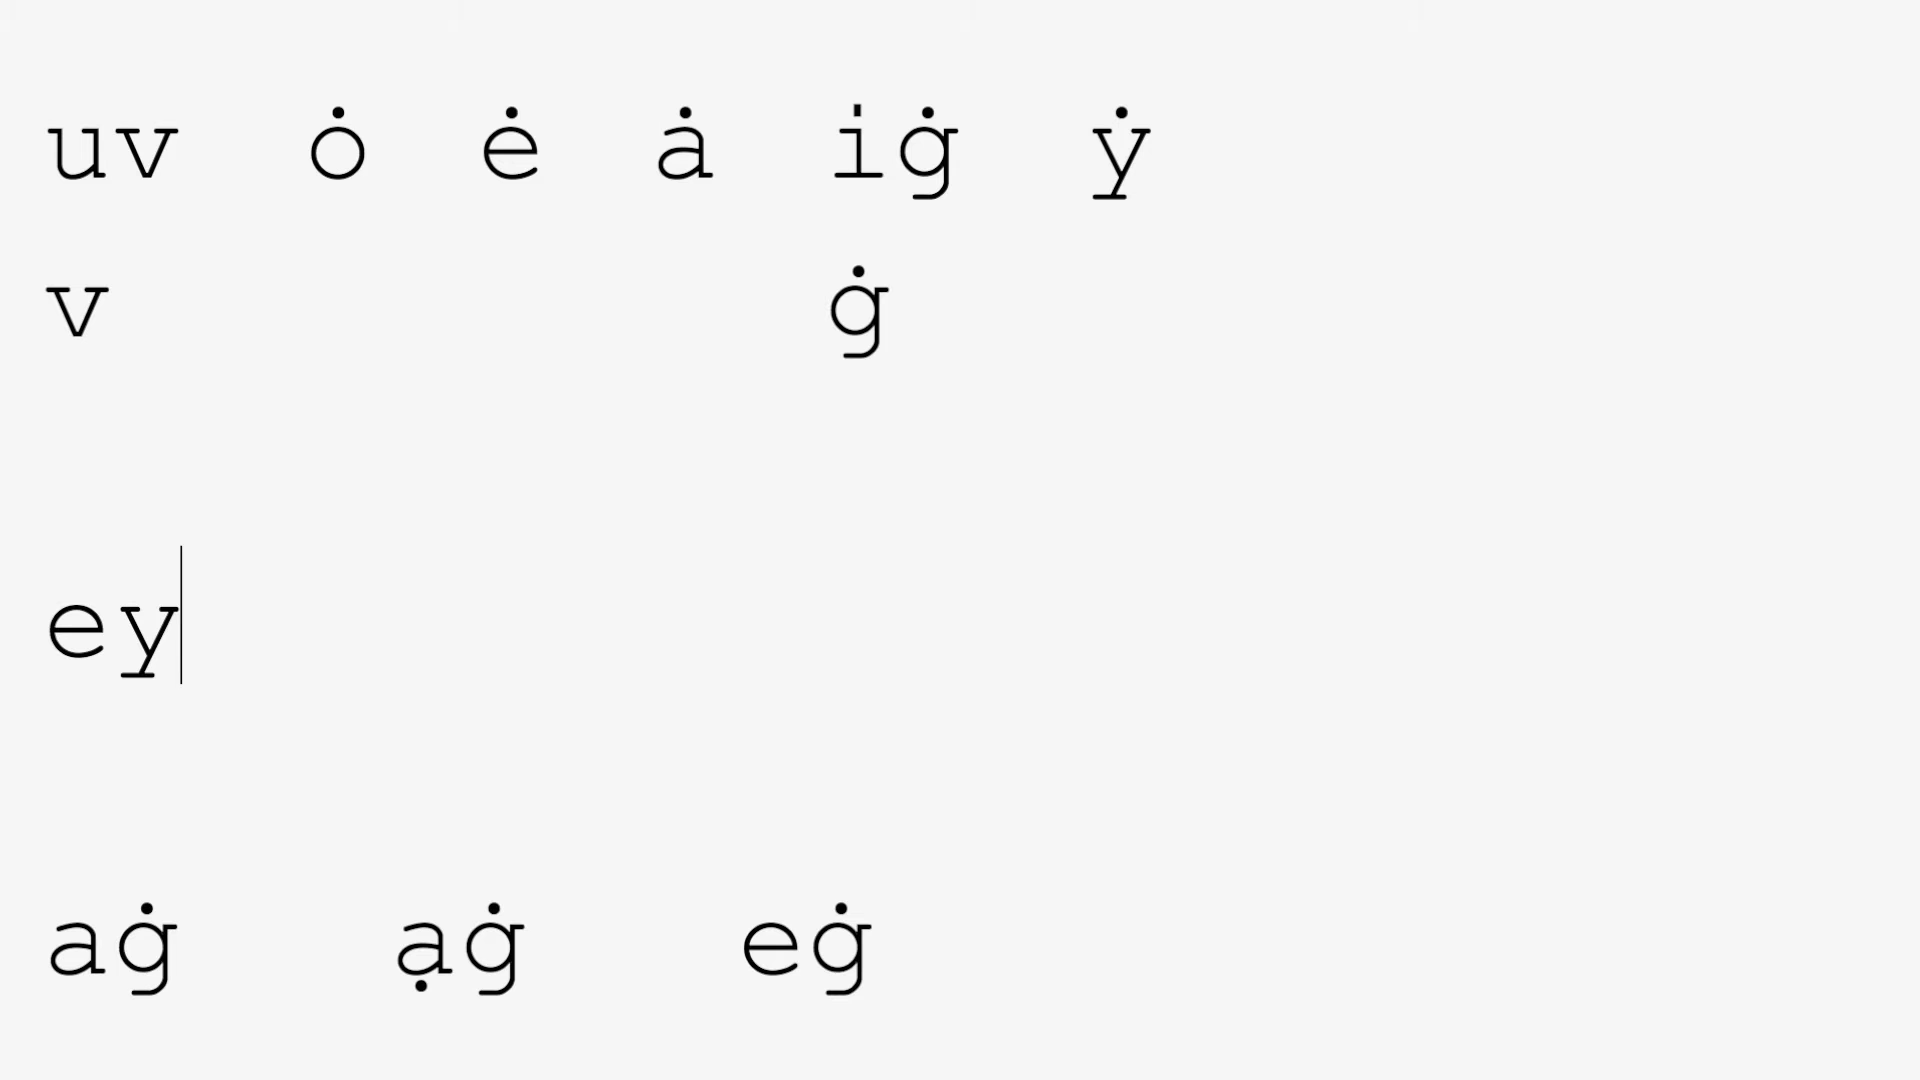 uv ȯ ė ȧ iġ ẏ
v ġ
ey
aġ ạġ eġ